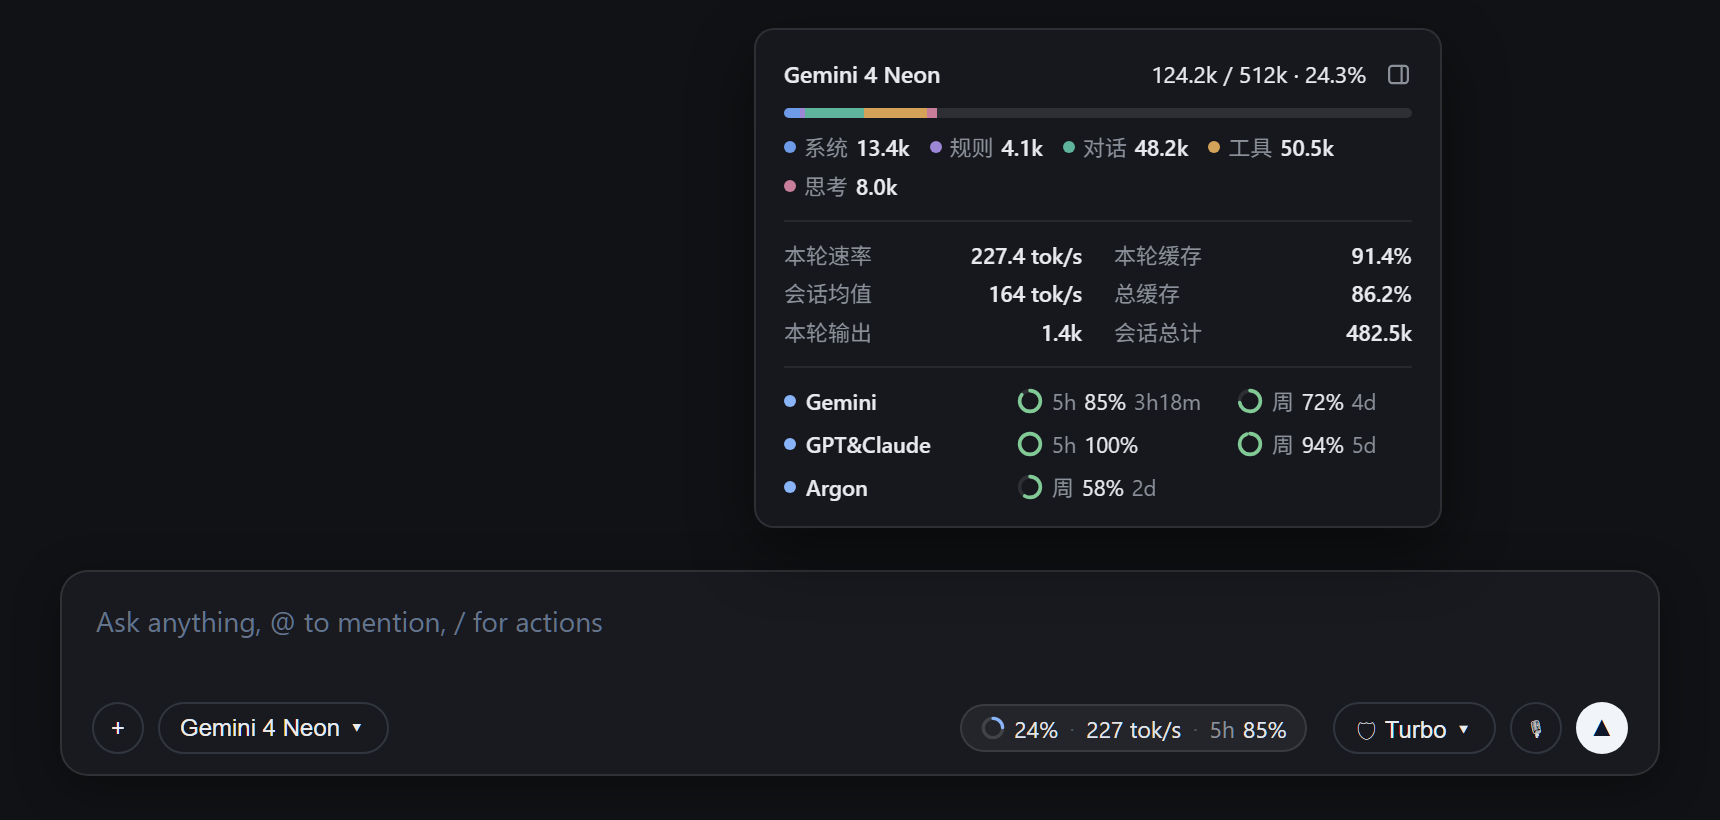 Gemini 4 Neon 124.2k / 512k · 24.3%
系统 13.4k 规则 4.1k 对话 48.2k 工具 50.5k
思考 8.0k
本轮速率 227.4 tok/s 本轮缓存 91.4%
会话均值 164 tok/s 总缓存 86.2%
本轮输出 1.4k 会话总计 482.5k
Gemini 5h 85% 3h18m 周 72% 4d
GPT&Claude 5h 100% 周 94% 5d
Argon 周 58% 2d
Ask anything, @ to mention, / for actions
+ Gemini 4 Neon ▾ 24% · 227 tok/s · 5h 85% Turbo ▾